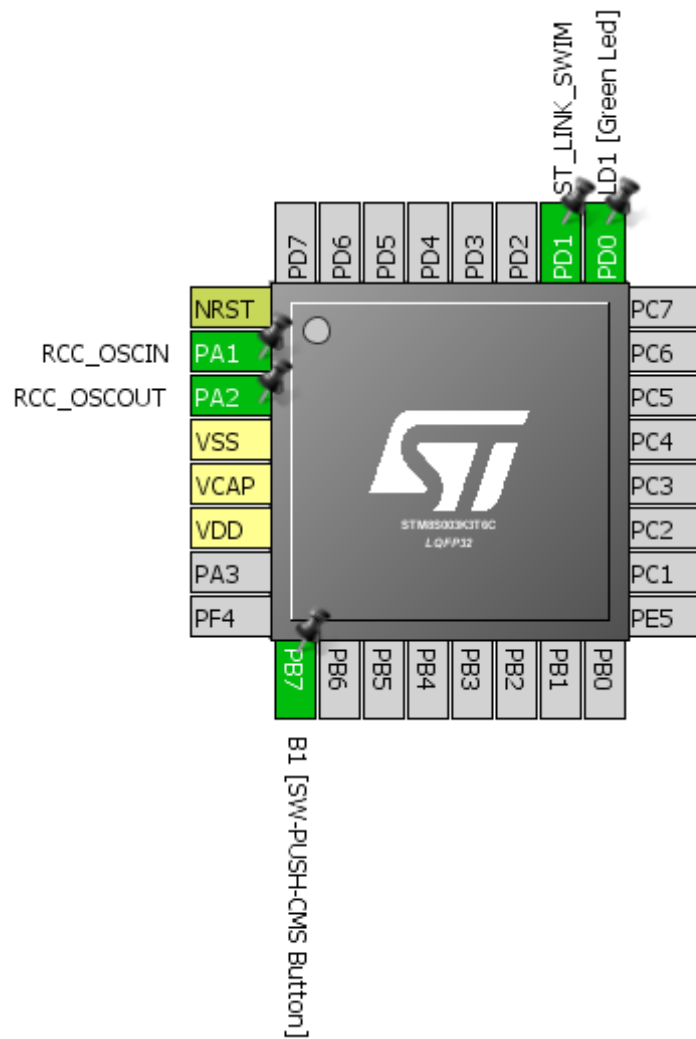 ST_LINK_SWIM
LD1 [Green Led]
PD7
PD6
PD5
PD4
PD3
PD2
PD1
PD0
NRST
RCC_OSCIN
PA1
RCC_OSCOUT
PA2
VSS
VCAP
VDD
PA3
PF4
PC7
PC6
PC5
PC4
PC3
PC2
PC1
PE5
STM8S003K3T6C
LQFP32
PB7
PB6
PB5
PB4
PB3
PB2
PB1
PB0
B1 [SW-PUSH-CMS Button]